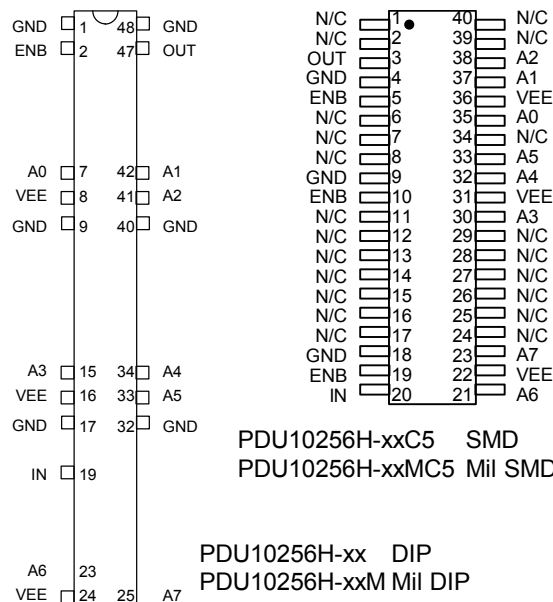 GND 1 48 GND
ENB 2 47 OUT
A0 7 42 A1
VEE 8 41 A2
GND 9 40 GND
A3 15 34 A4
VEE 16 33 A5
GND 17 32 GND
IN 19
A6 23
VEE 24 25 A7
N/C 1 40 N/C
N/C 2 39 N/C
OUT 3 38 A2
GND 4 37 A1
ENB 5 36 VEE
N/C 6 35 A0
N/C 7 34 N/C
N/C 8 33 A5
GND 9 32 A4
ENB 10 31 VEE
N/C 11 30 A3
N/C 12 29 N/C
N/C 13 28 N/C
N/C 14 27 N/C
N/C 15 26 N/C
N/C 16 25 N/C
N/C 17 24 N/C
GND 18 23 A7
ENB 19 22 VEE
IN 20 21 A6
PDU10256H-xxC5 SMD
PDU10256H-xxMC5 Mil SMD
PDU10256H-xx DIP
PDU10256H-xxM Mil DIP